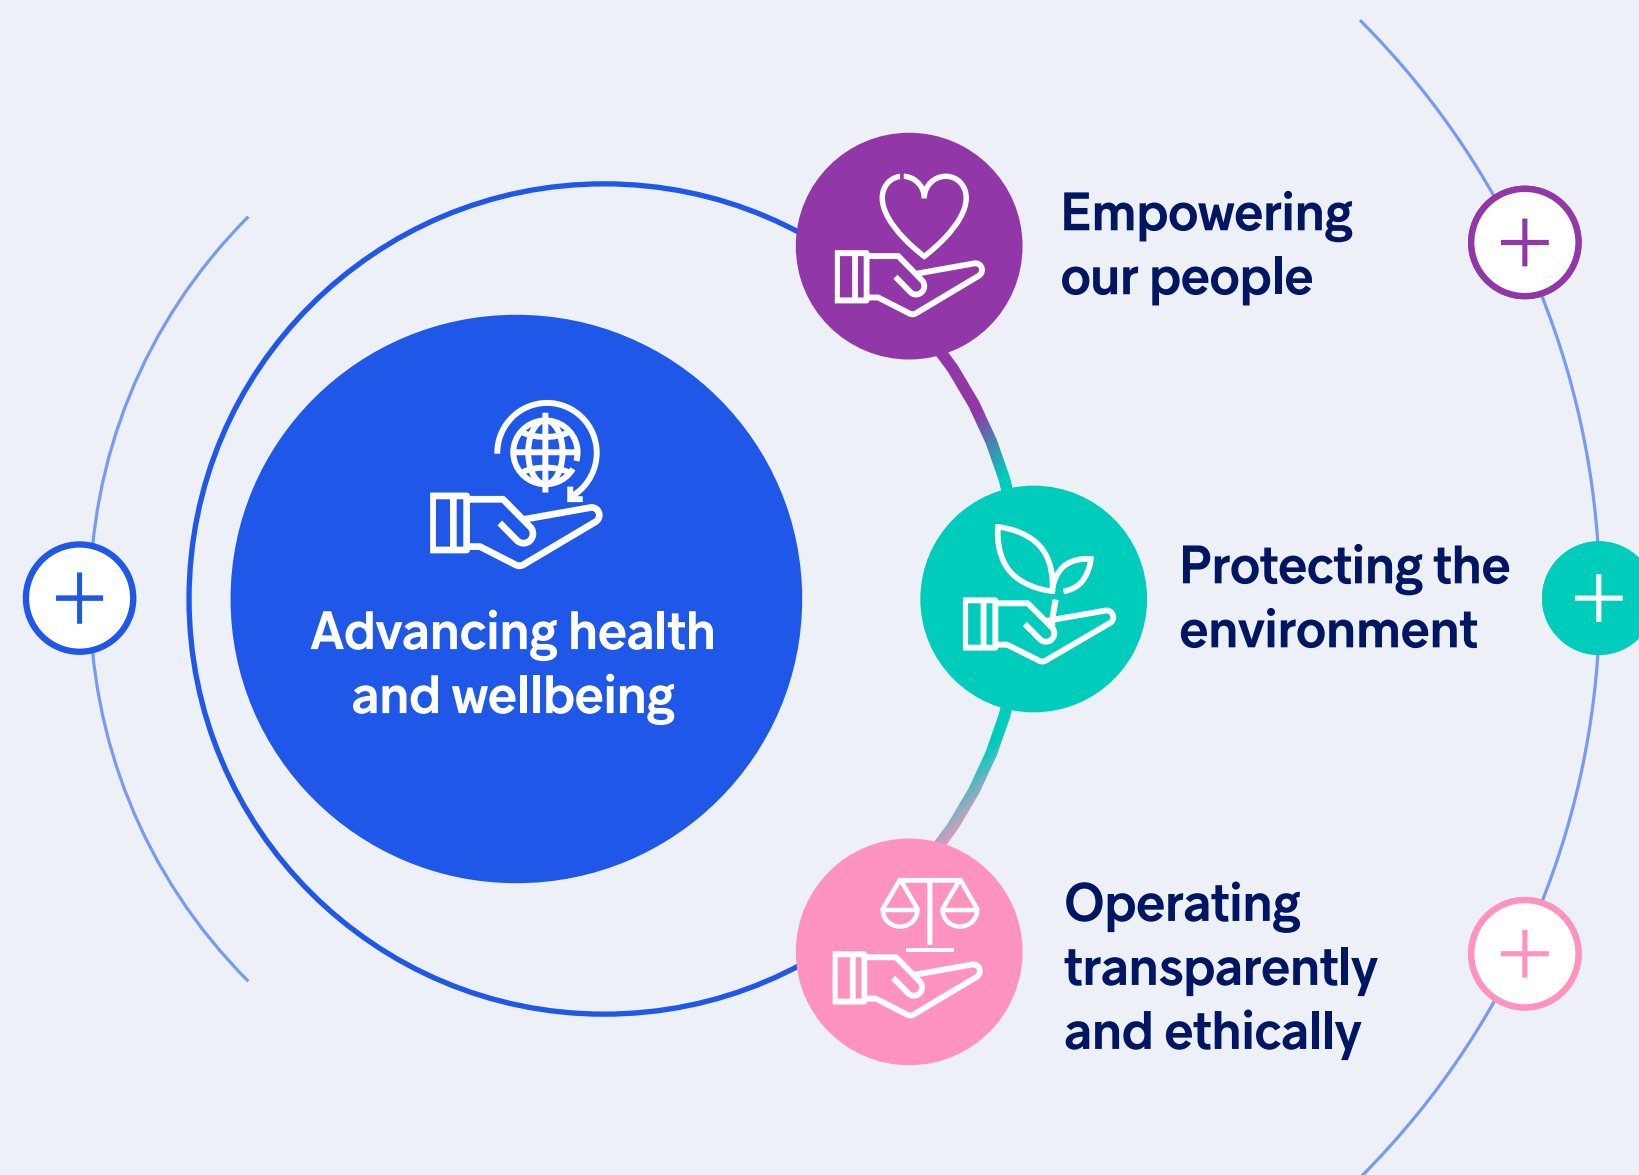 Advancing health
and wellbeing
Empowering
our people
Protecting the
environment
Operating
transparently
and ethically